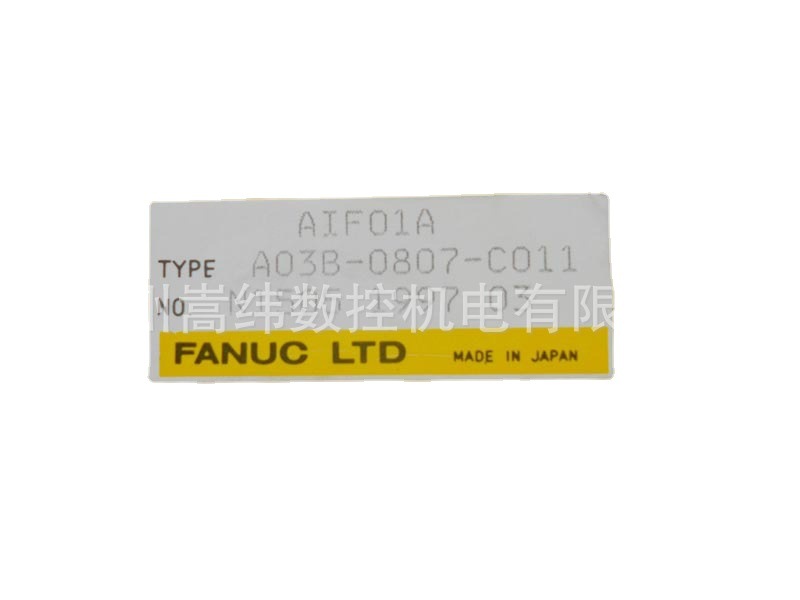 AIF01A
TYPE A03B-0807-C011
NO
州嵩纬数控机电有限
FANUC LTD MADE IN JAPAN